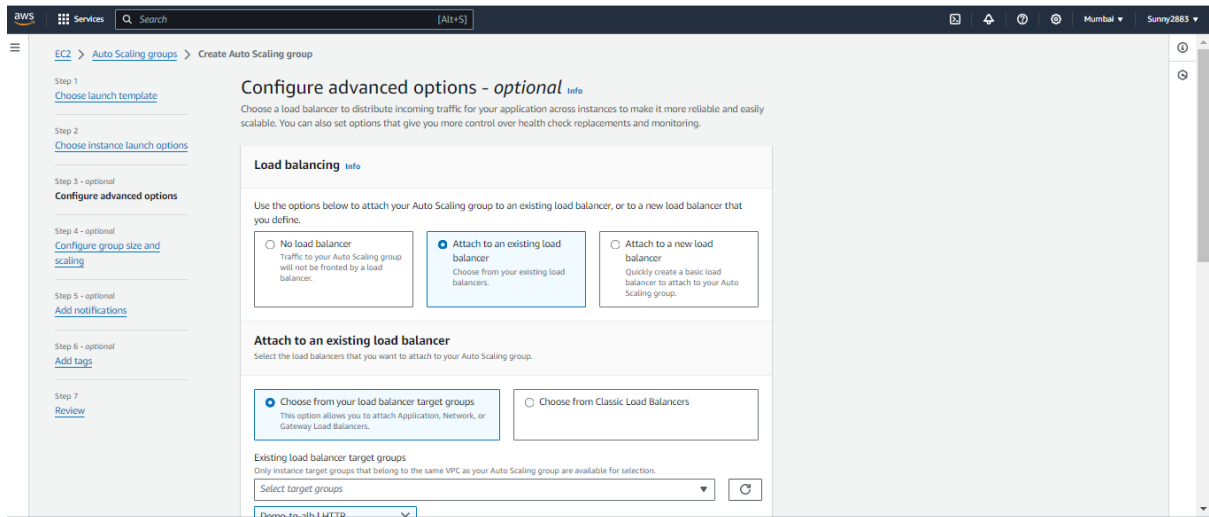 aws
Services
Search
[Alt+S]
Mumbai
Sunny2883
EC2 > Auto Scaling groups > Create Auto Scaling group
Step 1
Choose launch template
Step 2
Choose instance launch options
Step 3 - optional
Configure advanced options
Step 4 - optional
Configure group size and
scaling
Step 5 - optional
Add notifications
Step 6 - optional
Add tags
Step 7
Review
Configure advanced options - optional Info
Choose a load balancer to distribute incoming traffic for your application across instances to make it more reliable and easily
scalable. You can also set options that give you more control over health check replacements and monitoring.
Load balancing Info
Use the options below to attach your Auto Scaling group to an existing load balancer, or to a new load balancer that
you define.
No load balancer
Traffic to your Auto Scaling group
will not be fronted by a load
balancer.
Attach to an existing load
balancer
Choose from your existing load
balancers.
Attach to a new load
balancer
Quickly create a basic load
balancer to attach to your Auto
Scaling group.
Attach to an existing load balancer
Select the load balancers that you want to attach to your Auto Scaling group.
Choose from your load balancer target groups
This option allows you to attach Application, Network, or
Gateway Load Balancers.
Choose from Classic Load Balancers
Existing load balancer target groups
Only instance target groups that belong to the same VPC as your Auto Scaling group are available for selection.
Select target groups
Demo-tg-alb | HTTP